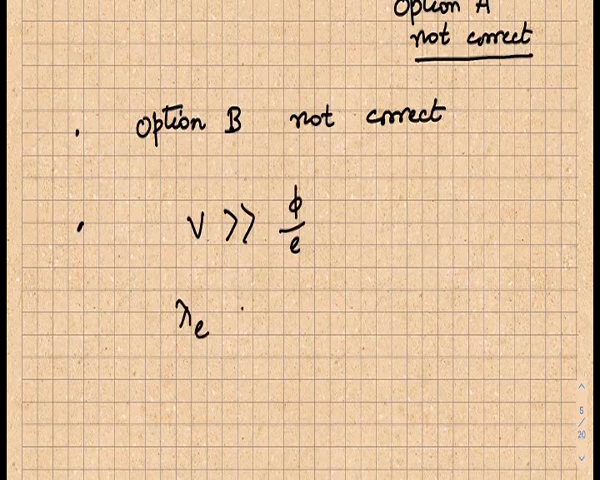 Option A
not correct
. Option B not correct
. V >> ϕ/e
λe .
^
5
/
20